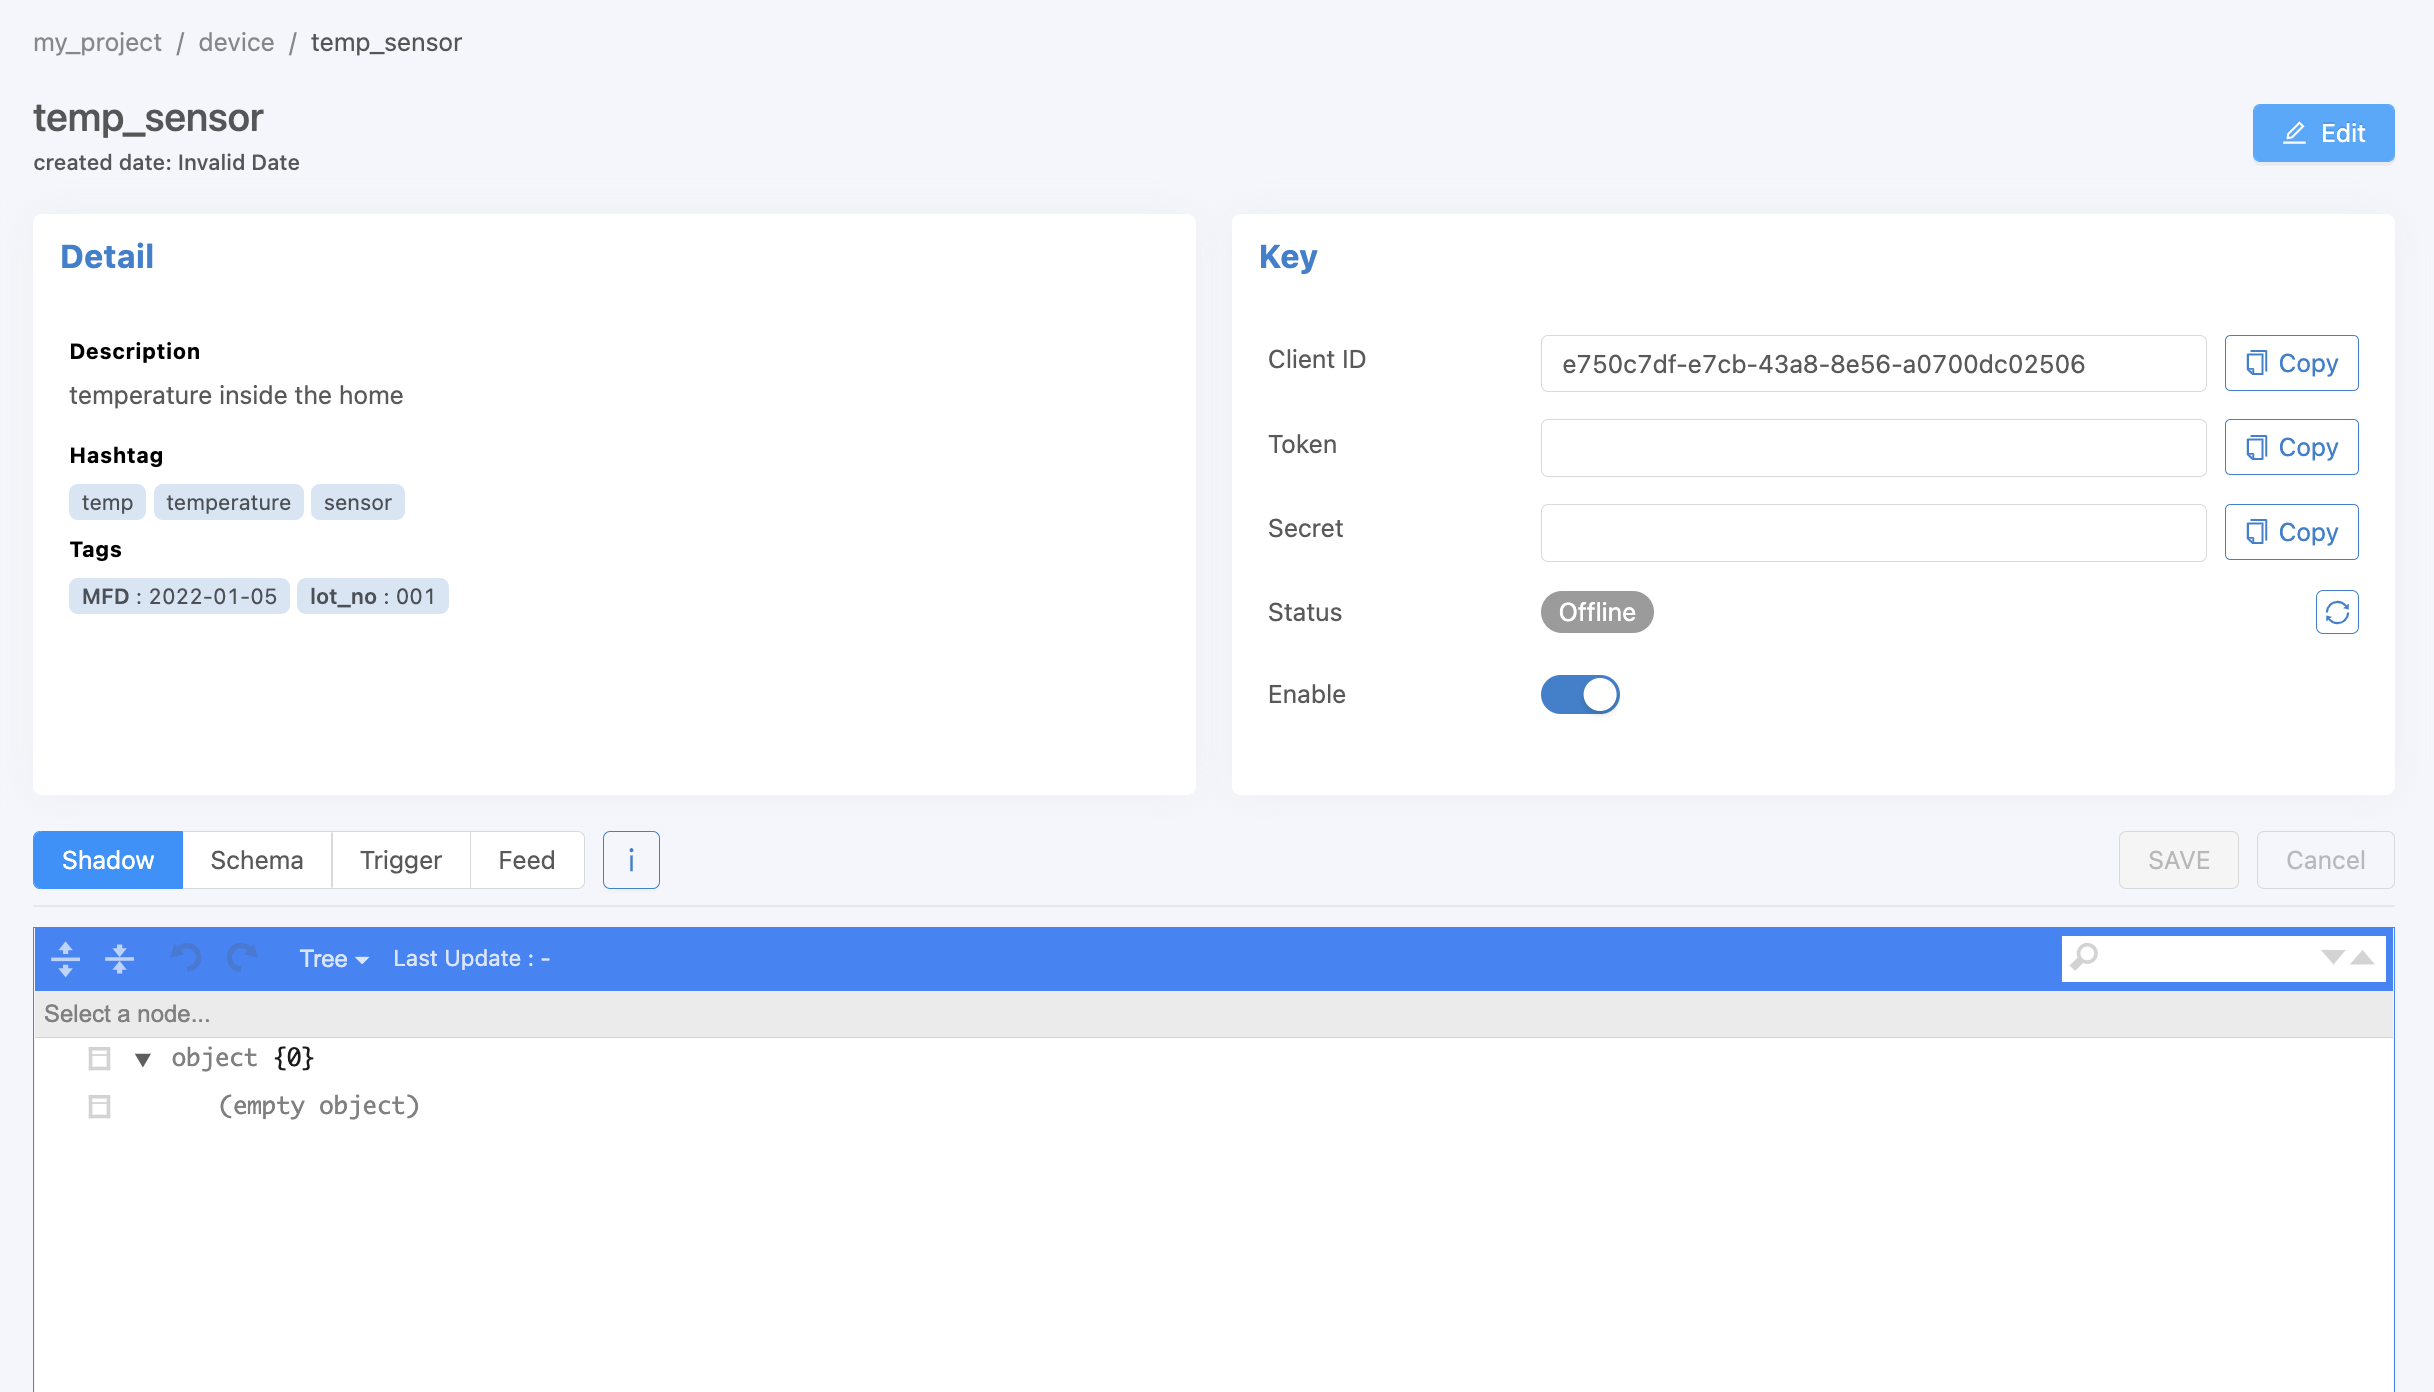 my_project / device / temp_sensor
temp_sensor
created date: Invalid Date
Edit
Detail
Description
temperature inside the home
Hashtag
temp temperature sensor
Tags
MFD : 2022-01-05 lot_no : 001
Key
Client ID e750c7df-e7cb-43a8-8e56-a0700dc02506 Copy
Token Copy
Secret Copy
Status Offline
Enable
Shadow Schema Trigger Feed i SAVE Cancel
Tree Last Update : -
Select a node...
object {0}
(empty object)